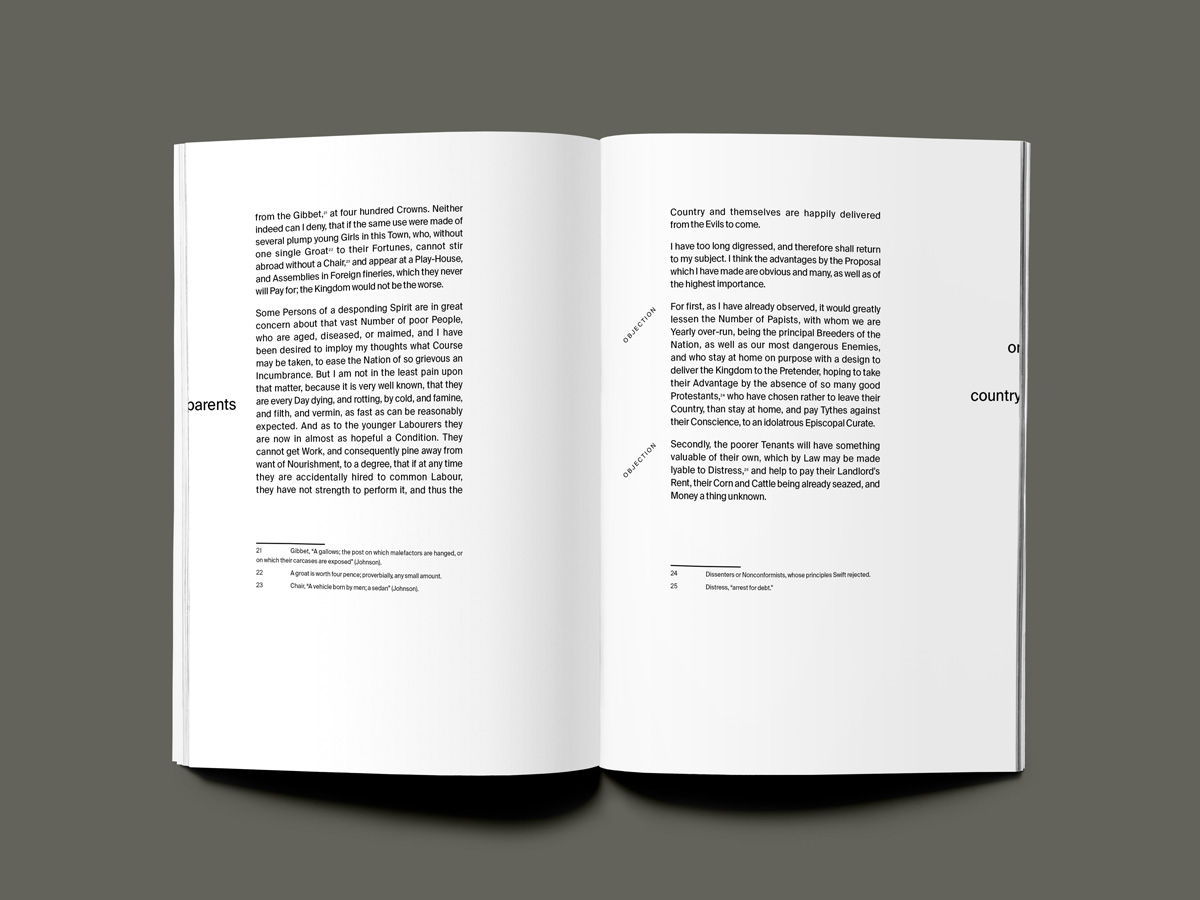 from the Gibbet,²¹ at four hundred Crowns. Neither
indeed can I deny, that if the same use were made of
several plump young Girls in this Town, who, without
one single Groat²² to their Fortunes, cannot stir
abroad without a Chair,²³ and appear at a Play-House,
and Assemblies in Foreign fineries, which they never
will Pay for; the Kingdom would not be the worse.
Some Persons of a desponding Spirit are in great
concern about that vast Number of poor People,
who are aged, diseased, or maimed, and I have
been desired to imploy my thoughts what Course
may be taken, to ease the Nation of so grievous an
Incumbrance. But I am not in the least pain upon
that matter, because it is very well known, that they
are every Day dying, and rotting, by cold, and famine,
and filth, and vermin, as fast as can be reasonably
expected. And as to the younger Labourers they
are now in almost as hopeful a Condition. They
cannot get Work, and consequently pine away from
want of Nourishment, to a degree, that if at any time
they are accidentally hired to common Labour,
they have not strength to perform it, and thus the
parents
21 Gibbet, “A gallows; the post on which malefactors are hanged, or
on which their carcases are exposed” (Johnson).
22 A groat is worth four pence; proverbially, any small amount.
23 Chair, “A vehicle born by men; a sedan” (Johnson).
Country and themselves are happily delivered
from the Evils to come.
I have too long digressed, and therefore shall return
to my subject. I think the advantages by the Proposal
which I have made are obvious and many, as well as of
the highest importance.
OBJECTION
For first, as I have already observed, it would greatly
lessen the Number of Papists, with whom we are
Yearly over-run, being the principal Breeders of the
Nation, as well as our most dangerous Enemies,
and who stay at home on purpose with a design to
deliver the Kingdom to the Pretender, hoping to take
their Advantage by the absence of so many good
Protestants,²⁴ who have chosen rather to leave their
Country, than stay at home, and pay Tythes against
their Conscience, to an idolatrous Episcopal Curate.
OBJECTION
Secondly, the poorer Tenants will have something
valuable of their own, which by Law may be made
lyable to Distress,²⁵ and help to pay their Landlord's
Rent, their Corn and Cattle being already seazed, and
Money a thing unknown.
or
country
24 Dissenters or Nonconformists, whose principles Swift rejected.
25 Distress, “arrest for debt.”